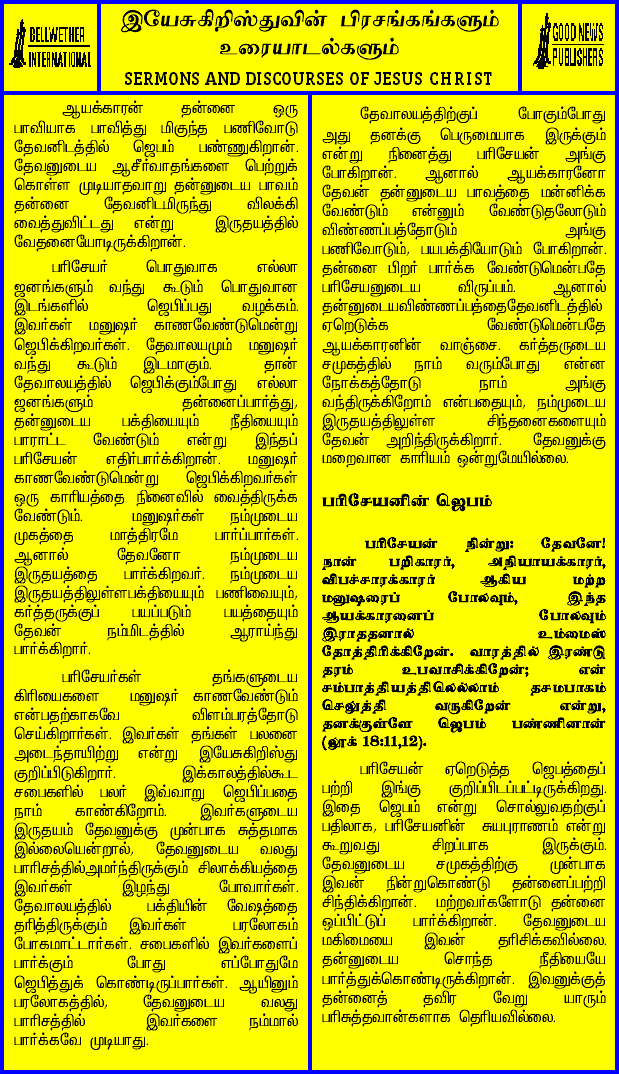 BELLWETHER
INTERNATIONAL
இயேசுகிறிஸ்துவின் பிரசங்கங்களும்
உரையாடல்களும்
SERMONS AND DISCOURSES OF JESUS CHRIST
GOOD NEWS
PUBLISHERS
ஆயக்காரன் தன்னை ஒரு
பாவியாக பாவித்து மிகுந்த பணிவோடு
தேவனிடத்தில் ஜெபம் பண்ணுகிறான்.
தேவனுடைய ஆசீர்வாதங்களை பெற்றுக்
கொள்ள முடியாதவாறு தன்னுடைய பாவம்
தன்னை தேவனிடமிருந்து விலக்கி
வைத்துவிட்டது என்று இருதயத்தில்
வேதனையோடிருக்கிறான்.
பரிசேயர் பொதுவாக எல்லா
ஜனங்களும் வந்து கூடும் பொதுவான
இடங்களில் ஜெபிப்பது வழக்கம்.
இவர்கள் மனுஷர் காணவேண்டுமென்று
ஜெபிக்கிறவர்கள். தேவாலயமும் மனுஷர்
வந்து கூடும் இடமாகும். தான்
தேவாலயத்தில் ஜெபிக்கும்போது எல்லா
ஜனங்களும் தன்னைப்பார்த்து,
தன்னுடைய பக்தியையும் நீதியையும்
பாராட்ட வேண்டும் என்று இந்தப்
பரிசேயன் எதிர்பார்க்கிறான். மனுஷர்
காணவேண்டுமென்று ஜெபிக்கிறவர்கள்
ஒரு காரியத்தை நினைவில் வைத்திருக்க
வேண்டும். மனுஷர்கள் நம்முடைய
முகத்தை மாத்திரமே பார்ப்பார்கள்.
ஆனால் தேவனோ நம்முடைய
இருதயத்தை பார்க்கிறவர். நம்முடைய
இருதயத்திலுள்ளபக்தியையும் பணிவையும்,
கர்த்தருக்குப் பயப்படும் பயத்தையும்
தேவன் நம்மிடத்தில் ஆராய்ந்து
பார்க்கிறார்.
பரிசேயர்கள் தங்களுடைய
கிரியைகளை மனுஷர் காணவேண்டும்
என்பதற்காகவே விளம்பரத்தோடு
செய்கிறார்கள். இவர்கள் தங்கள் பலனை
அடைந்தாயிற்று என்று இயேசுகிறிஸ்து
குறிப்பிடுகிறார். இக்காலத்தில்கூட
சபைகளில் பலர் இவ்வாறு ஜெபிப்பதை
நாம் காண்கிறோம். இவர்களுடைய
இருதயம் தேவனுக்கு முன்பாக சுத்தமாக
இல்லையென்றால், தேவனுடைய வலது
பாரிசத்தில்அமர்ந்திருக்கும் சிலாக்கியத்தை
இவர்கள் இழந்து போவார்கள்.
தேவாலயத்தில் பக்தியின் வேஷத்தை
தரித்திருக்கும் இவர்கள் பரலோகம்
போகமாட்டார்கள். சபைகளில் இவர்களைப்
பார்க்கும் போது எப்போதுமே
ஜெபித்துக் கொண்டிருப்பார்கள். ஆயினும்
பரலோகத்தில், தேவனுடைய வலது
பாரிசத்தில் இவர்களை நம்மால்
பார்க்கவே முடியாது.
தேவாலயத்திற்குப் போகும்போது
அது தனக்கு பெருமையாக இருக்கும்
என்று நினைத்து பரிசேயன் அங்கு
போகிறான். ஆனால் ஆயக்காரனோ
தேவன் தன்னுடைய பாவத்தை மன்னிக்க
வேண்டும் என்னும் வேண்டுதலோடும்
விண்ணப்பத்தோடும் அங்கு
பணிவோடும், பயபக்தியோடும் போகிறான்.
தன்னை பிறர் பார்க்க வேண்டுமென்பதே
பரிசேயனுடைய விருப்பம். ஆனால்
தன்னுடையவிண்ணப்பத்தைதேவனிடத்தில்
ஏறெடுக்க வேண்டுமென்பதே
ஆயக்காரனின் வாஞ்சை. கர்த்தருடைய
சமுகத்தில் நாம் வரும்போது என்ன
நோக்கத்தோடு நாம் அங்கு
வந்திருக்கிறோம் என்பதையும், நம்முடைய
இருதயத்திலுள்ள சிந்தனைகளையும்
தேவன் அறிந்திருக்கிறார். தேவனுக்கு
மறைவான காரியம் ஒன்றுமேயில்லை.
பரிசேயனின் ஜெபம்
பரிசேயன் நின்று: தேவனே!
நான் பறிகாரர், அநியாயக்காரர்,
விபச்சாரக்காரர் ஆகிய மற்ற
மனுஷரைப் போலவும், இந்த
ஆயக்காரனைப் போலவும்
இராததனால் உம்மைஸ்
தோத்திரிக்கிறேன். வாரத்தில் இரண்டு
தரம் உபவாசிக்கிறேன்; என்
சம்பாத்தியத்திலெல்லாம் தசமபாகம்
செலுத்தி வருகிறேன் என்று,
தனக்குள்ளே ஜெபம் பண்ணினான்
(லூக் 18:11,12).
பரிசேயன் ஏறெடுத்த ஜெபத்தைப்
பற்றி இங்கு குறிப்பிடப்பட்டிருக்கிறது.
இதை ஜெபம் என்று சொல்லுவதற்குப்
பதிலாக, பரிசேயனின் சுயபுராணம் என்று
கூறுவது சிறப்பாக இருக்கும்.
தேவனுடைய சமுகத்திற்கு முன்பாக
இவன் நின்றுகொண்டு தன்னைப்பற்றி
சிந்திக்கிறான். மற்றவர்களோடு தன்னை
ஒப்பிட்டுப் பார்க்கிறான். தேவனுடைய
மகிமையை இவன் தரிசிக்கவில்லை.
தன்னுடைய சொந்த நீதியையே
பார்த்துக்கொண்டிருக்கிறான். இவனுக்குத்
தன்னைத் தவிர வேறு யாரும்
பரிசுத்தவான்களாக தெரியவில்லை.